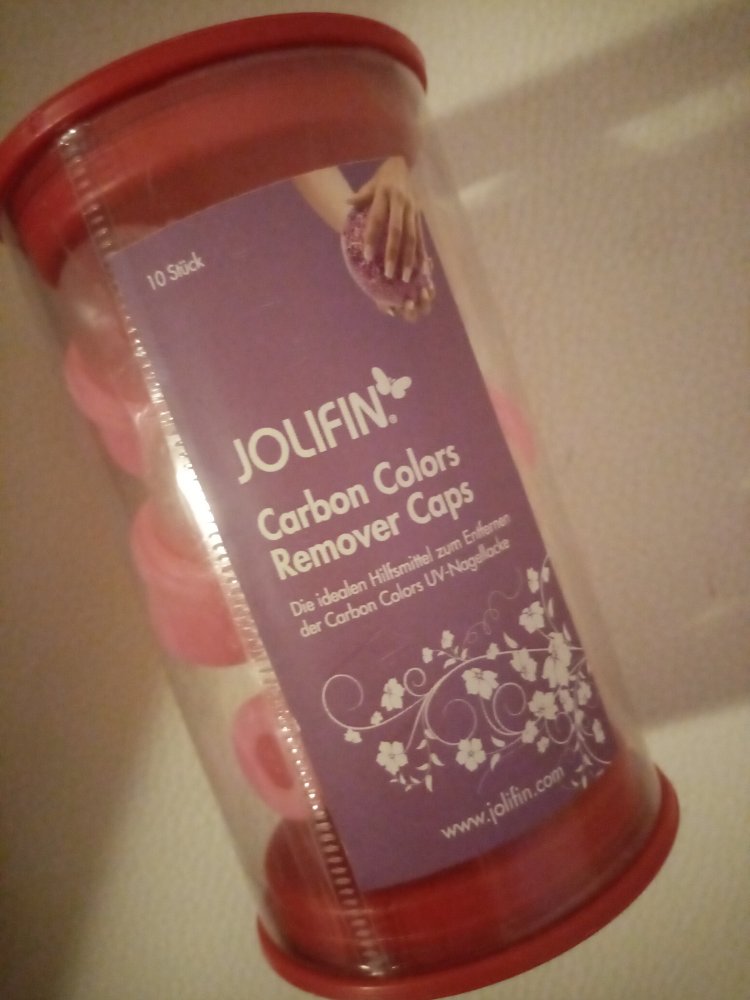 10 Stück
JOLIFIN®
Carbon Colors
Remover Caps
Die idealen Hilfsmittel zum Entfernen
der Carbon Colors UV-Nagellacke
www.jolifin.com